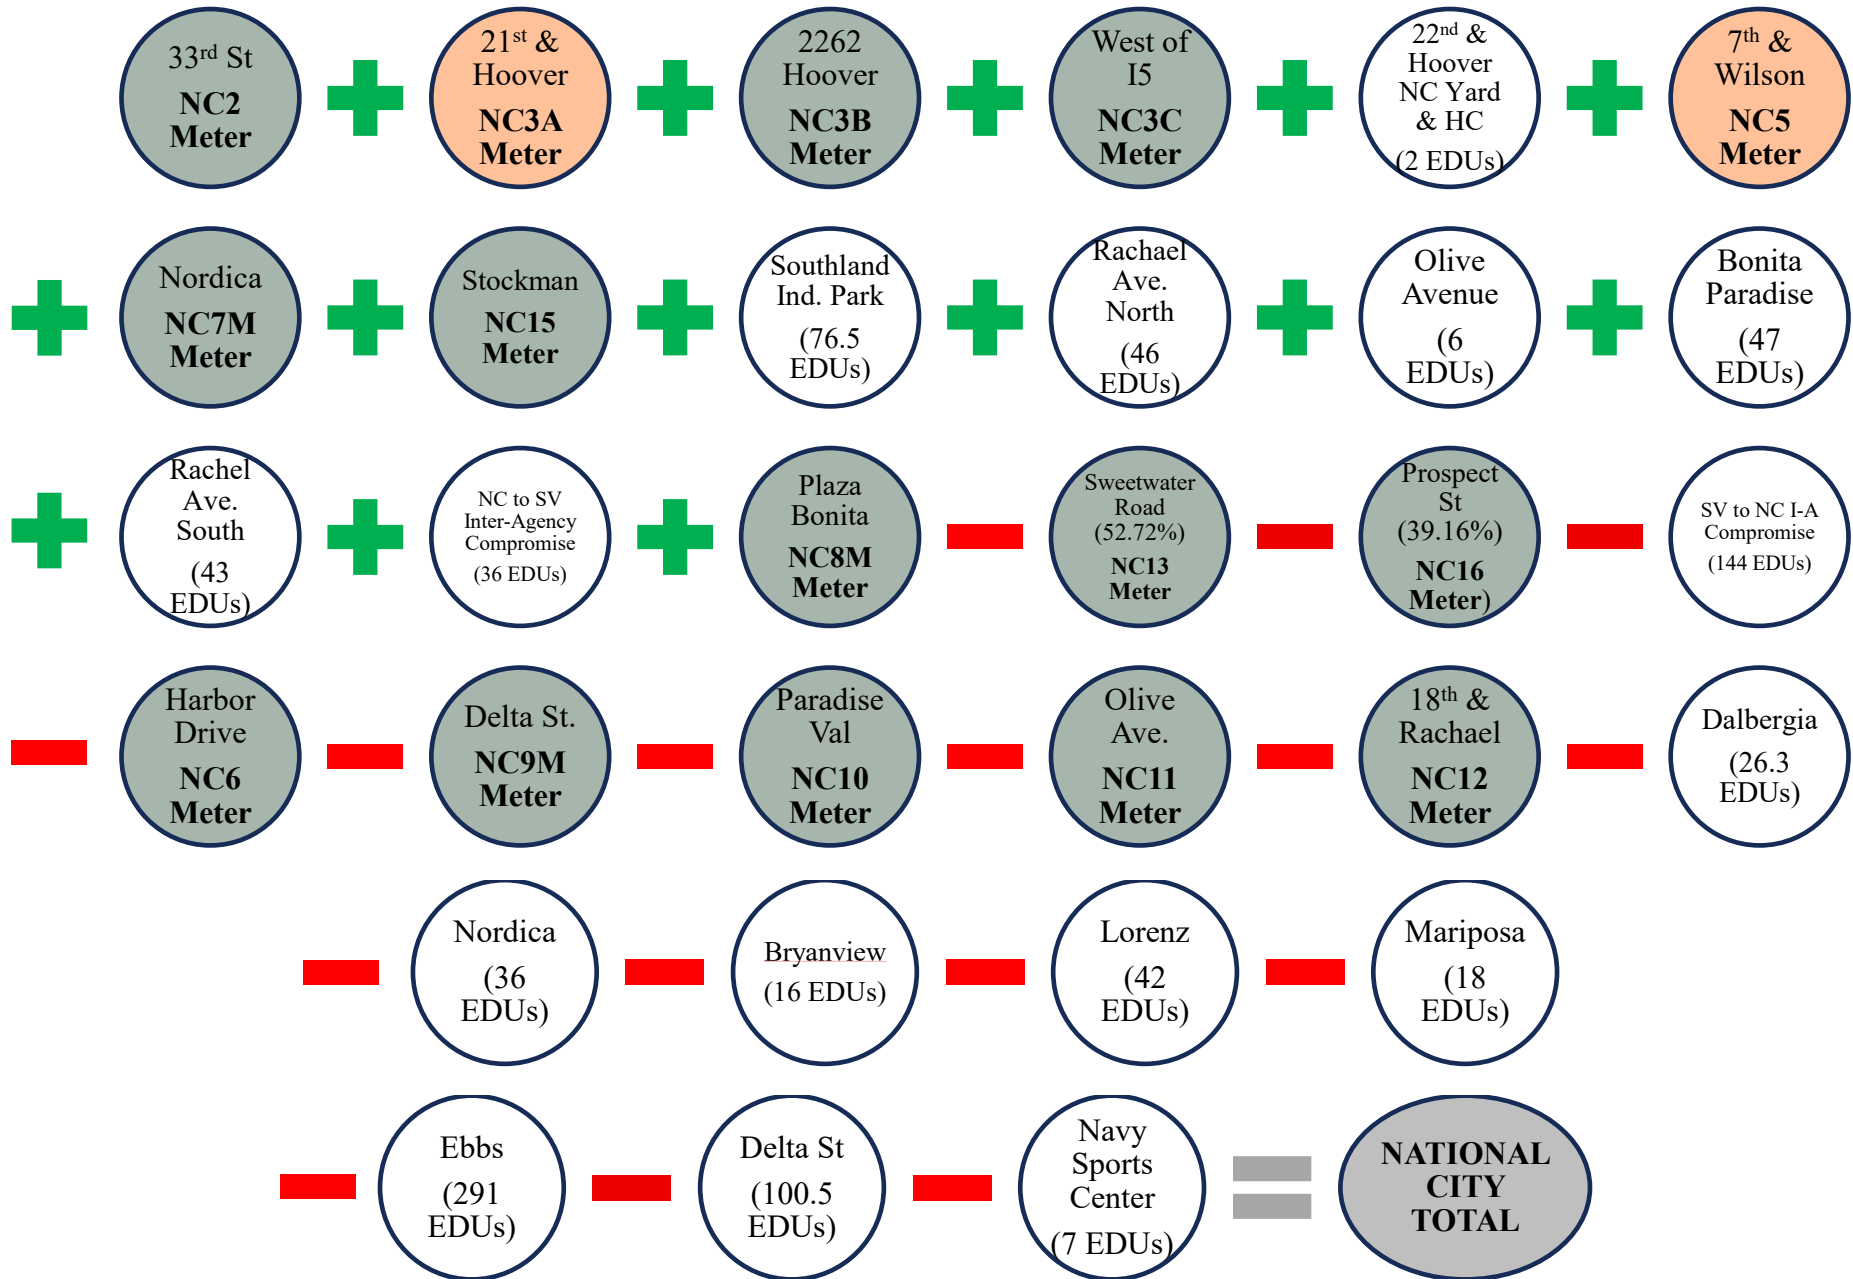 33rd St
NC2
Meter
21st &
Hoover
NC3A
Meter
2262
Hoover
NC3B
Meter
West of
I5
NC3C
Meter
22nd &
Hoover
NC Yard
& HC
(2 EDUs)
7th &
Wilson
NC5
Meter
Nordica
NC7M
Meter
Stockman
NC15
Meter
Southland
Ind. Park
(76.5
EDUs)
Rachael
Ave.
North
(46
EDUs)
Olive
Avenue
(6
EDUs)
Bonita
Paradise
(47
EDUs)
Rachel
Ave.
South
(43
EDUs)
NC to SV
Inter-Agency
Compromise
(36 EDUs)
Plaza
Bonita
NC8M
Meter
Sweetwater
Road
(52.72%)
NC13
Meter
Prospect
St
(39.16%)
NC16
Meter)
SV to NC I-A
Compromise
(144 EDUs)
Harbor
Drive
NC6
Meter
Delta St.
NC9M
Meter
Paradise
Val
NC10
Meter
Olive
Ave.
NC11
Meter
18th &
Rachael
NC12
Meter
Dalbergia
(26.3
EDUs)
Nordica
(36
EDUs)
Bryanview
(16 EDUs)
Lorenz
(42
EDUs)
Mariposa
(18
EDUs)
Ebbs
(291
EDUs)
Delta St
(100.5
EDUs)
Navy
Sports
Center
(7 EDUs)
NATIONAL
CITY
TOTAL